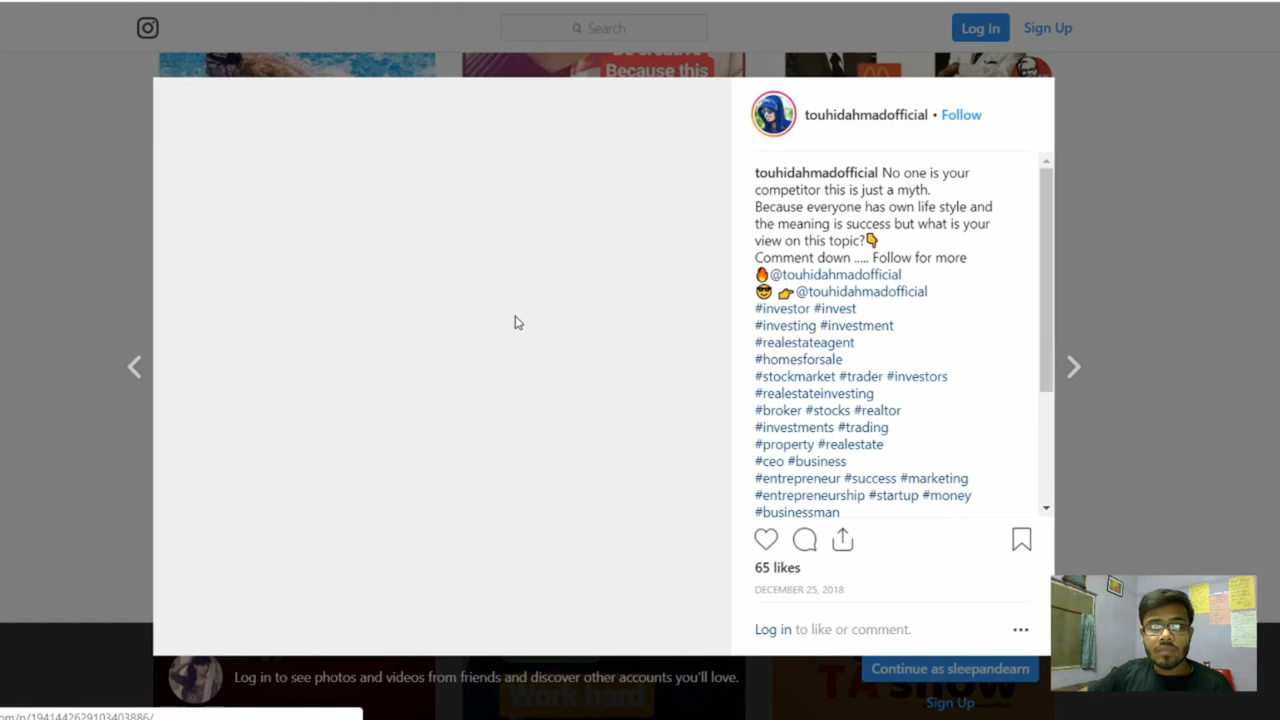 Search
Log In
Sign Up
Because this
touhidahmadofficial • Follow
touhidahmadofficial No one is your
competitor this is just a myth.
Because everyone has own life style and
the meaning is success but what is your
view on this topic?👇
Comment down ..... Follow for more
🔥@touhidahmadofficial
😎 👉@touhidahmadofficial
#investor #invest
#investing #investment
#realestateagent
#homesforsale
#stockmarket #trader #investors
#realestateinvesting
#broker #stocks #realtor
#investments #trading
#property #realestate
#ceo #business
#entrepreneur #success #marketing
#entrepreneurship #startup #money
#businessman
65 likes
DECEMBER 25, 2018
Log in to like or comment.
Log in to see photos and videos from friends and discover other accounts you'll love.
Continue as sleepandearn
Sign Up
Work hard
TA show
om/p/1941442629103403886/